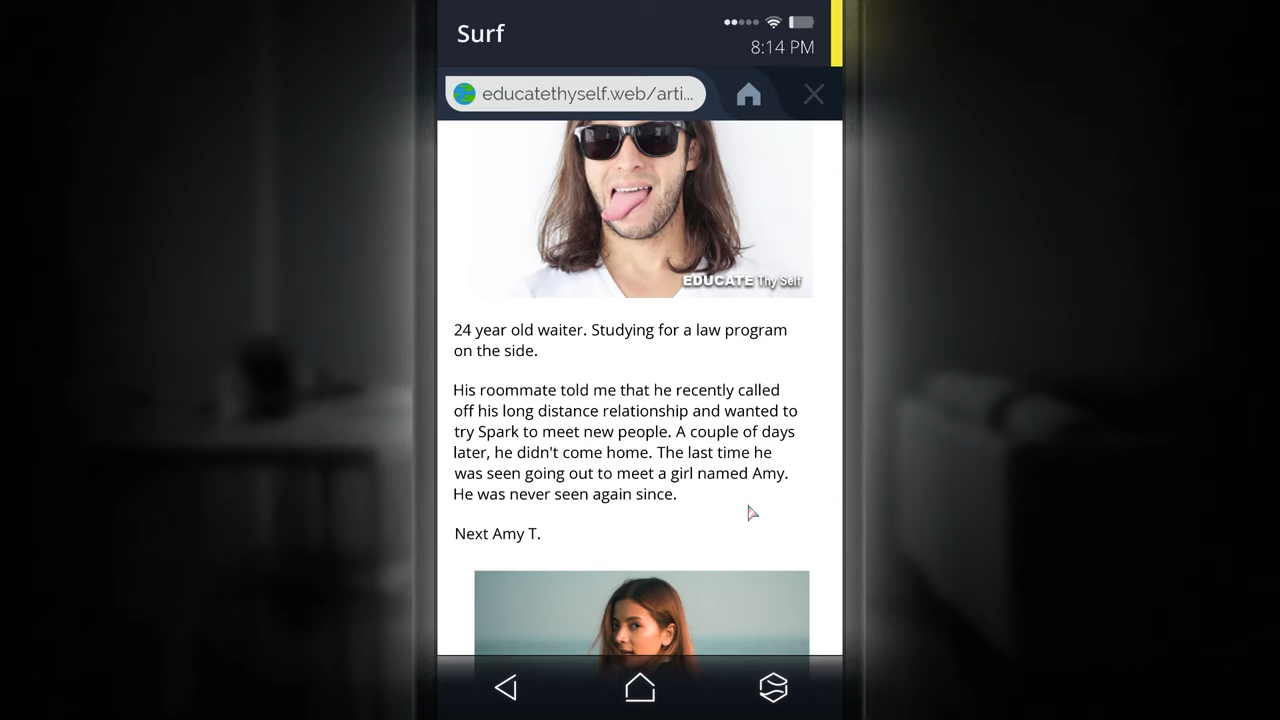 Surf
8:14 PM
educatethyself.web/arti...
EDUCATE Thy Self
24 year old waiter. Studying for a law program
on the side.
His roommate told me that he recently called
off his long distance relationship and wanted to
try Spark to meet new people. A couple of days
later, he didn't come home. The last time he
was seen going out to meet a girl named Amy.
He was never seen again since.
Next Amy T.